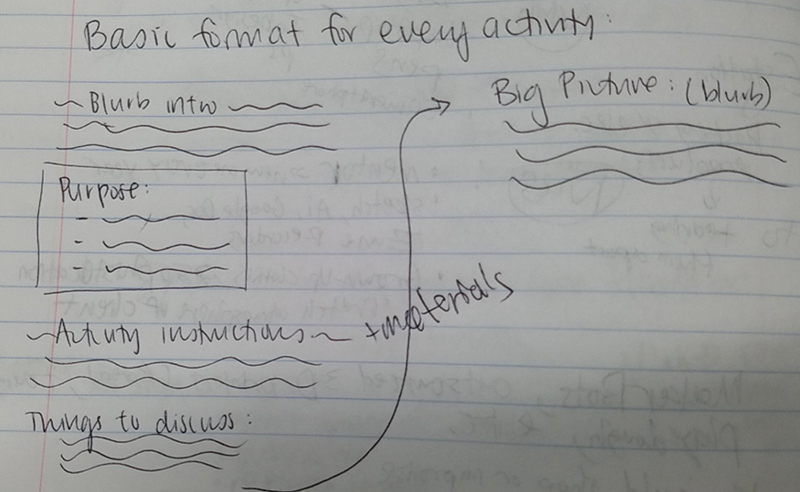 Basic format for every activity:
~ Blurb intro ~
Purpose:
-
-
-
~ Activity instructions ~ + materials
Things to discuss:
Big Picture: (blurb)